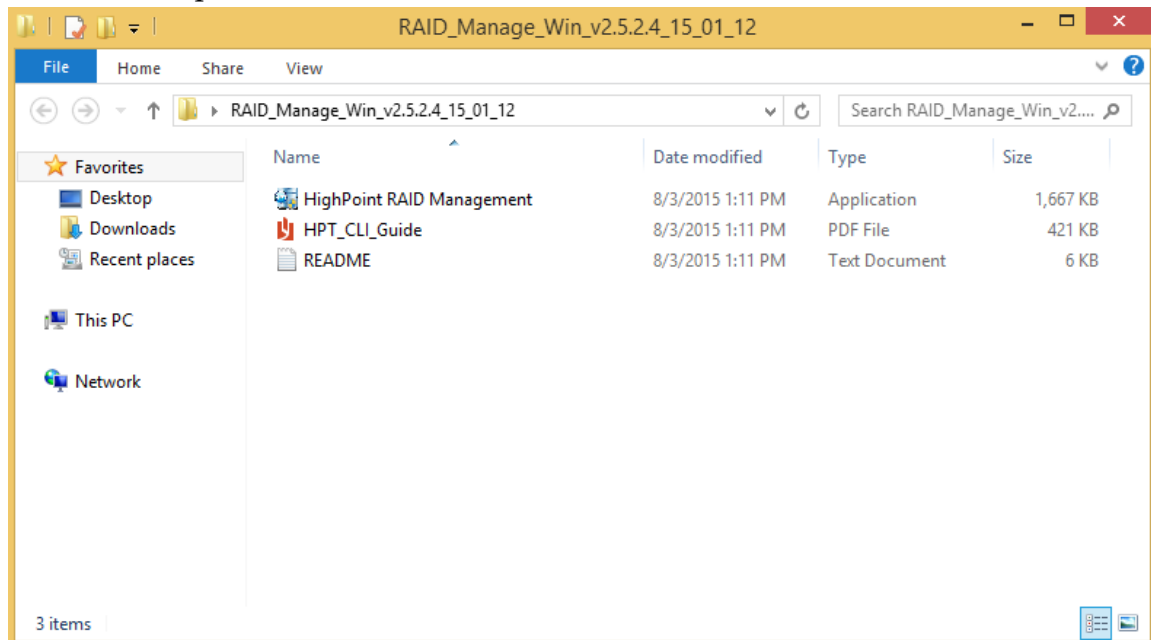 RAID_Manage_Win_v2.5.2.4_15_01_12
File Home Share View
RAID_Manage_Win_v2.5.2.4_15_01_12 Search RAID_Manage_Win_v2....
Name Date modified Type Size
Favorites
Desktop HighPoint RAID Management 8/3/2015 1:11 PM Application 1,667 KB
Downloads HPT_CLI_Guide 8/3/2015 1:11 PM PDF File 421 KB
Recent places README 8/3/2015 1:11 PM Text Document 6 KB
This PC
Network
3 items